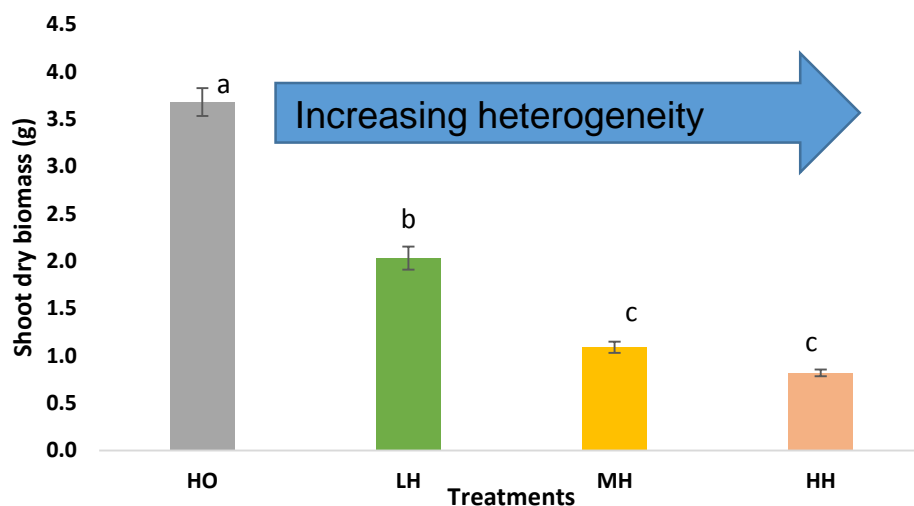 Shoot dry biomass (g)
4.5
4.0
3.5
3.0
2.5
2.0
1.5
1.0
0.5
0.0
a
Increasing heterogeneity
b
c
c
HO LH MH HH
Treatments